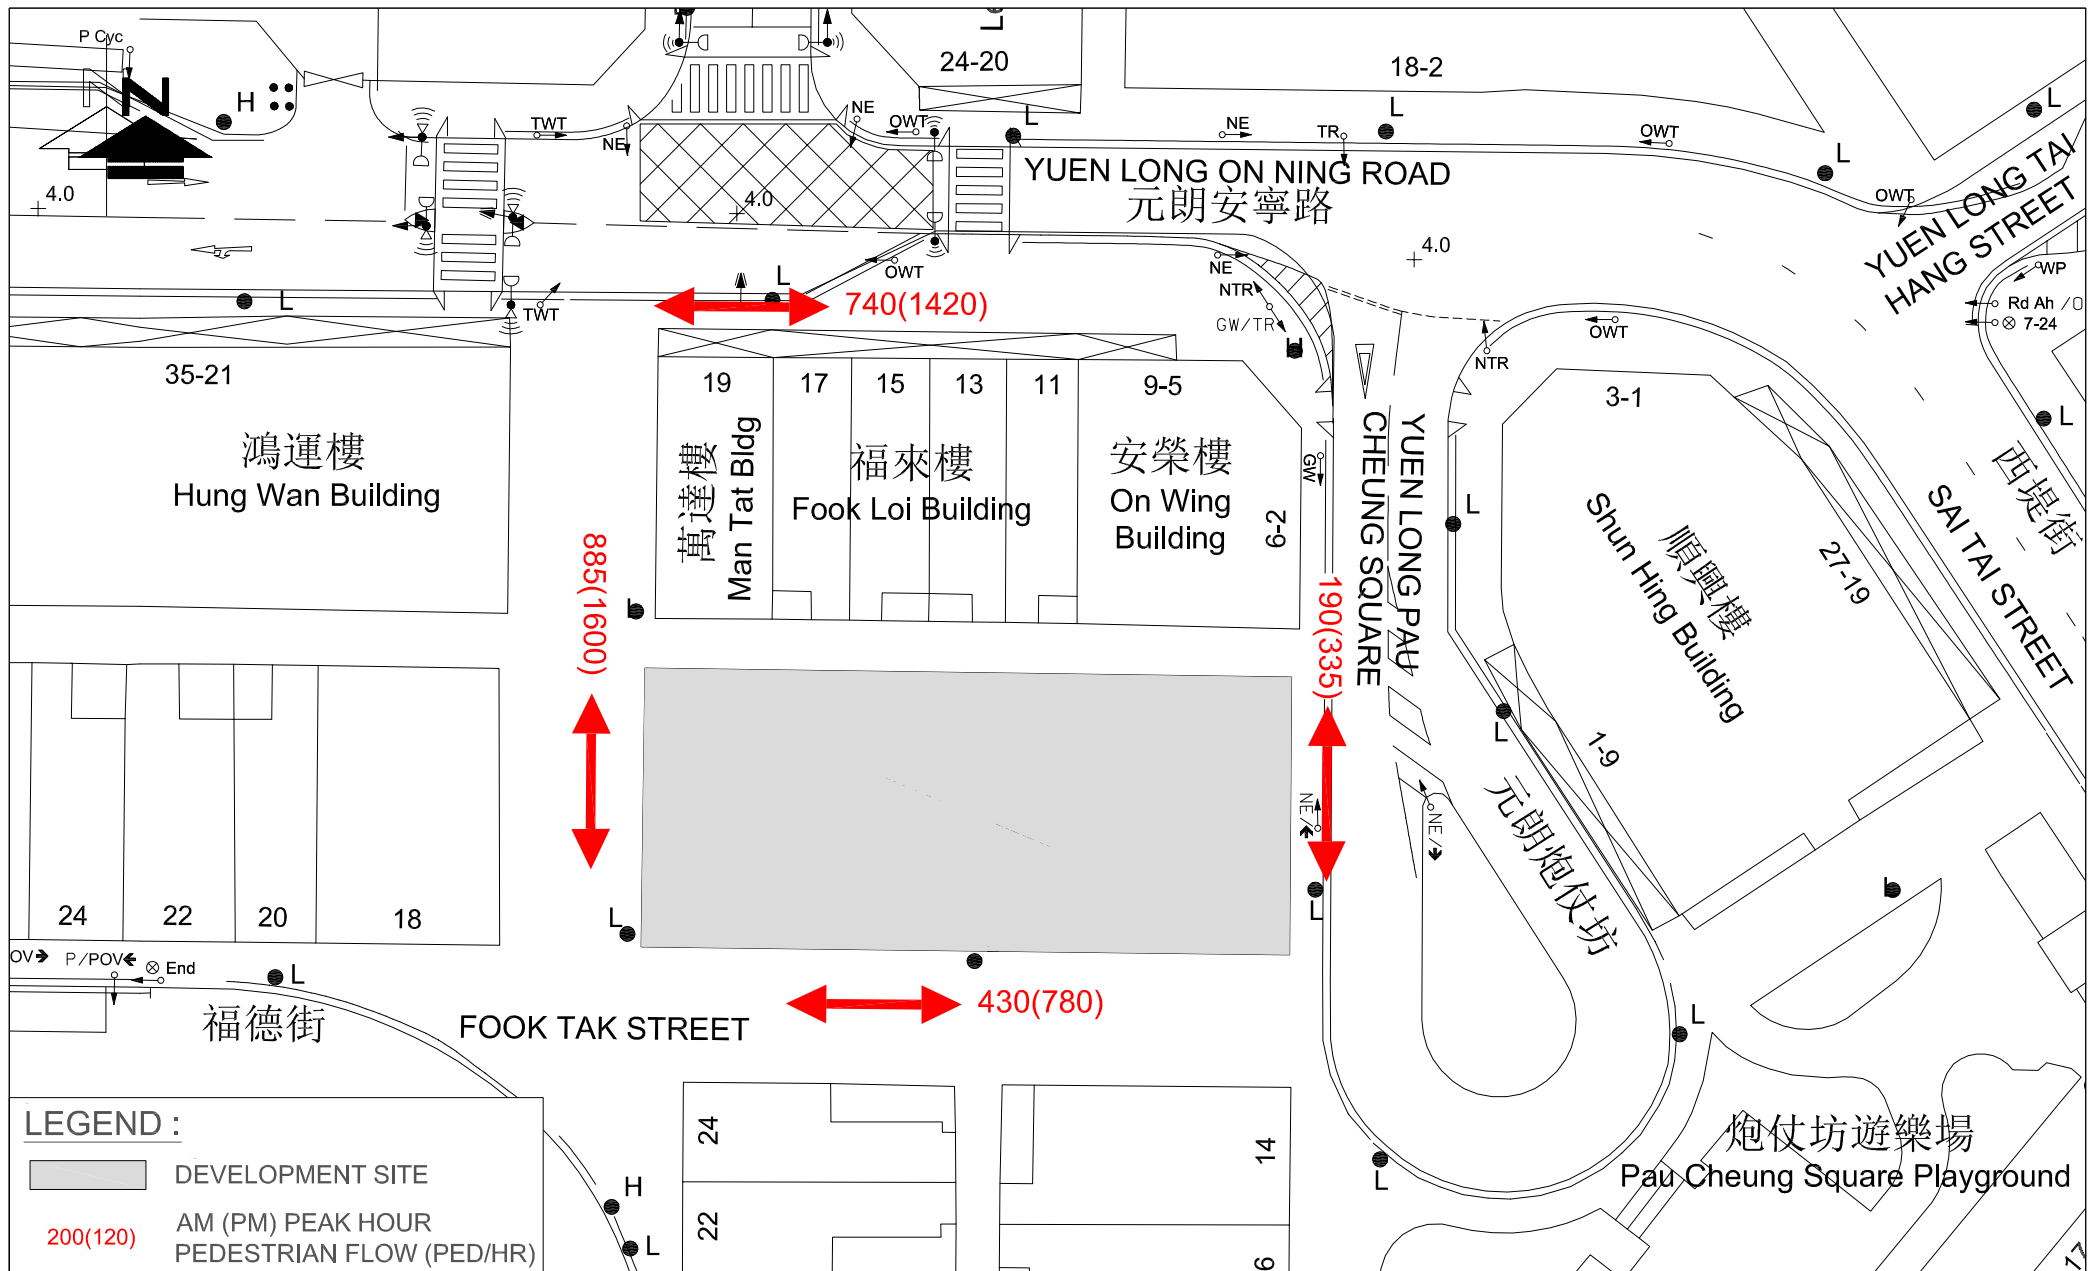 P Cyc
N
H
L
24-20
18-2
L
NE
OWT
L
NE
TR
L
OWT
L
L
TWT
NE
YUEN LONG ON NING ROAD
元朗安寧路
4.0
4.0
4.0
OWT
YUEN LONG TAI
HANG STREET
WP
Rd Ah / O
7-24
L
L
TWT
L
OWT
740(1420)
NE
NTR
GW/TR
H
NTR
OWT
35-21
鴻運樓
Hung Wan Building
19
17
15
13
11
9-5
萬達樓
Man Tat Bldg
福來樓
Fook Loi Building
安榮樓
On Wing
Building
6-2
GW
YUEN LONG PAU
CHEUNG SQUARE
L
3-1
順興樓
Shun Hing Building
27-19
1-9
西堤街
SAI TAI STREET
885(1600)
L
190(335)
L
NE/
NE/
元朗炮仗坊
24
22
20
18
L
L
L
OV
P/POV
End
L
福德街
FOOK TAK STREET
430(780)
L
24
22
14
6
L
炮仗坊遊樂場
Pau Cheung Square Playground
17
H
L
LEGEND :
DEVELOPMENT SITE
200(120)
AM (PM) PEAK HOUR
PEDESTRIAN FLOW (PED/HR)